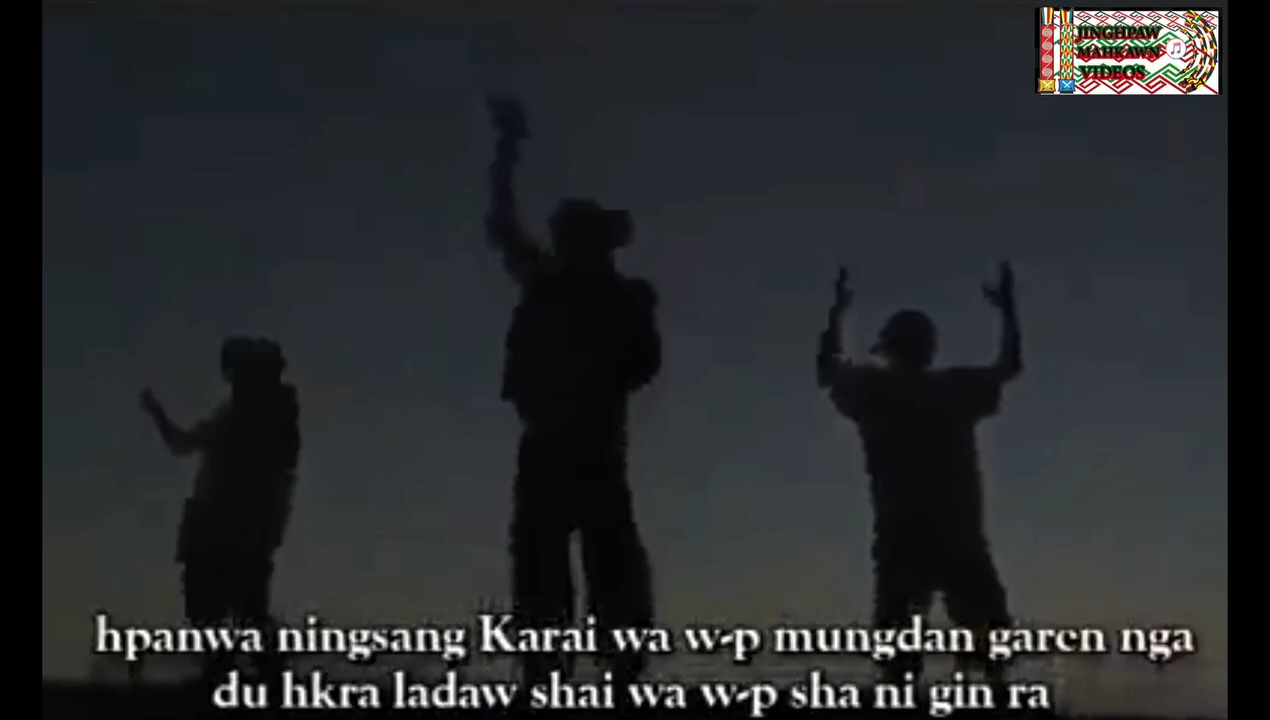 JINGHPAW
MAHKAWN
VIDEOS
hpanwa ningsang Karai wa w-p mungdan garen nga
du hkra ladaw shai wa w-p sha ni gin ra